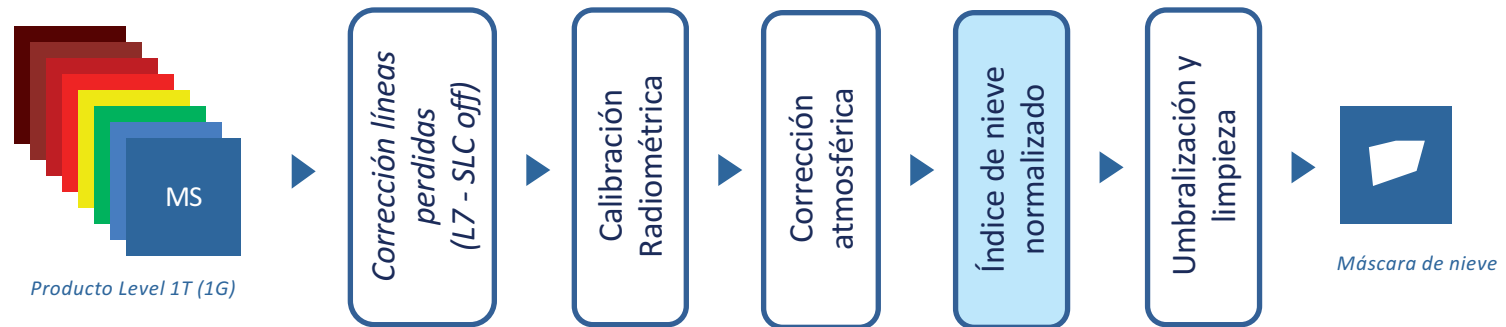 MS
Producto Level 1T (1G)
Corrección líneas
perdidas
(L7 - SLC off)
Calibración
Radiométrica
Corrección
atmosférica
Índice de nieve
normalizado
Umbralización y
limpieza
Máscara de nieve